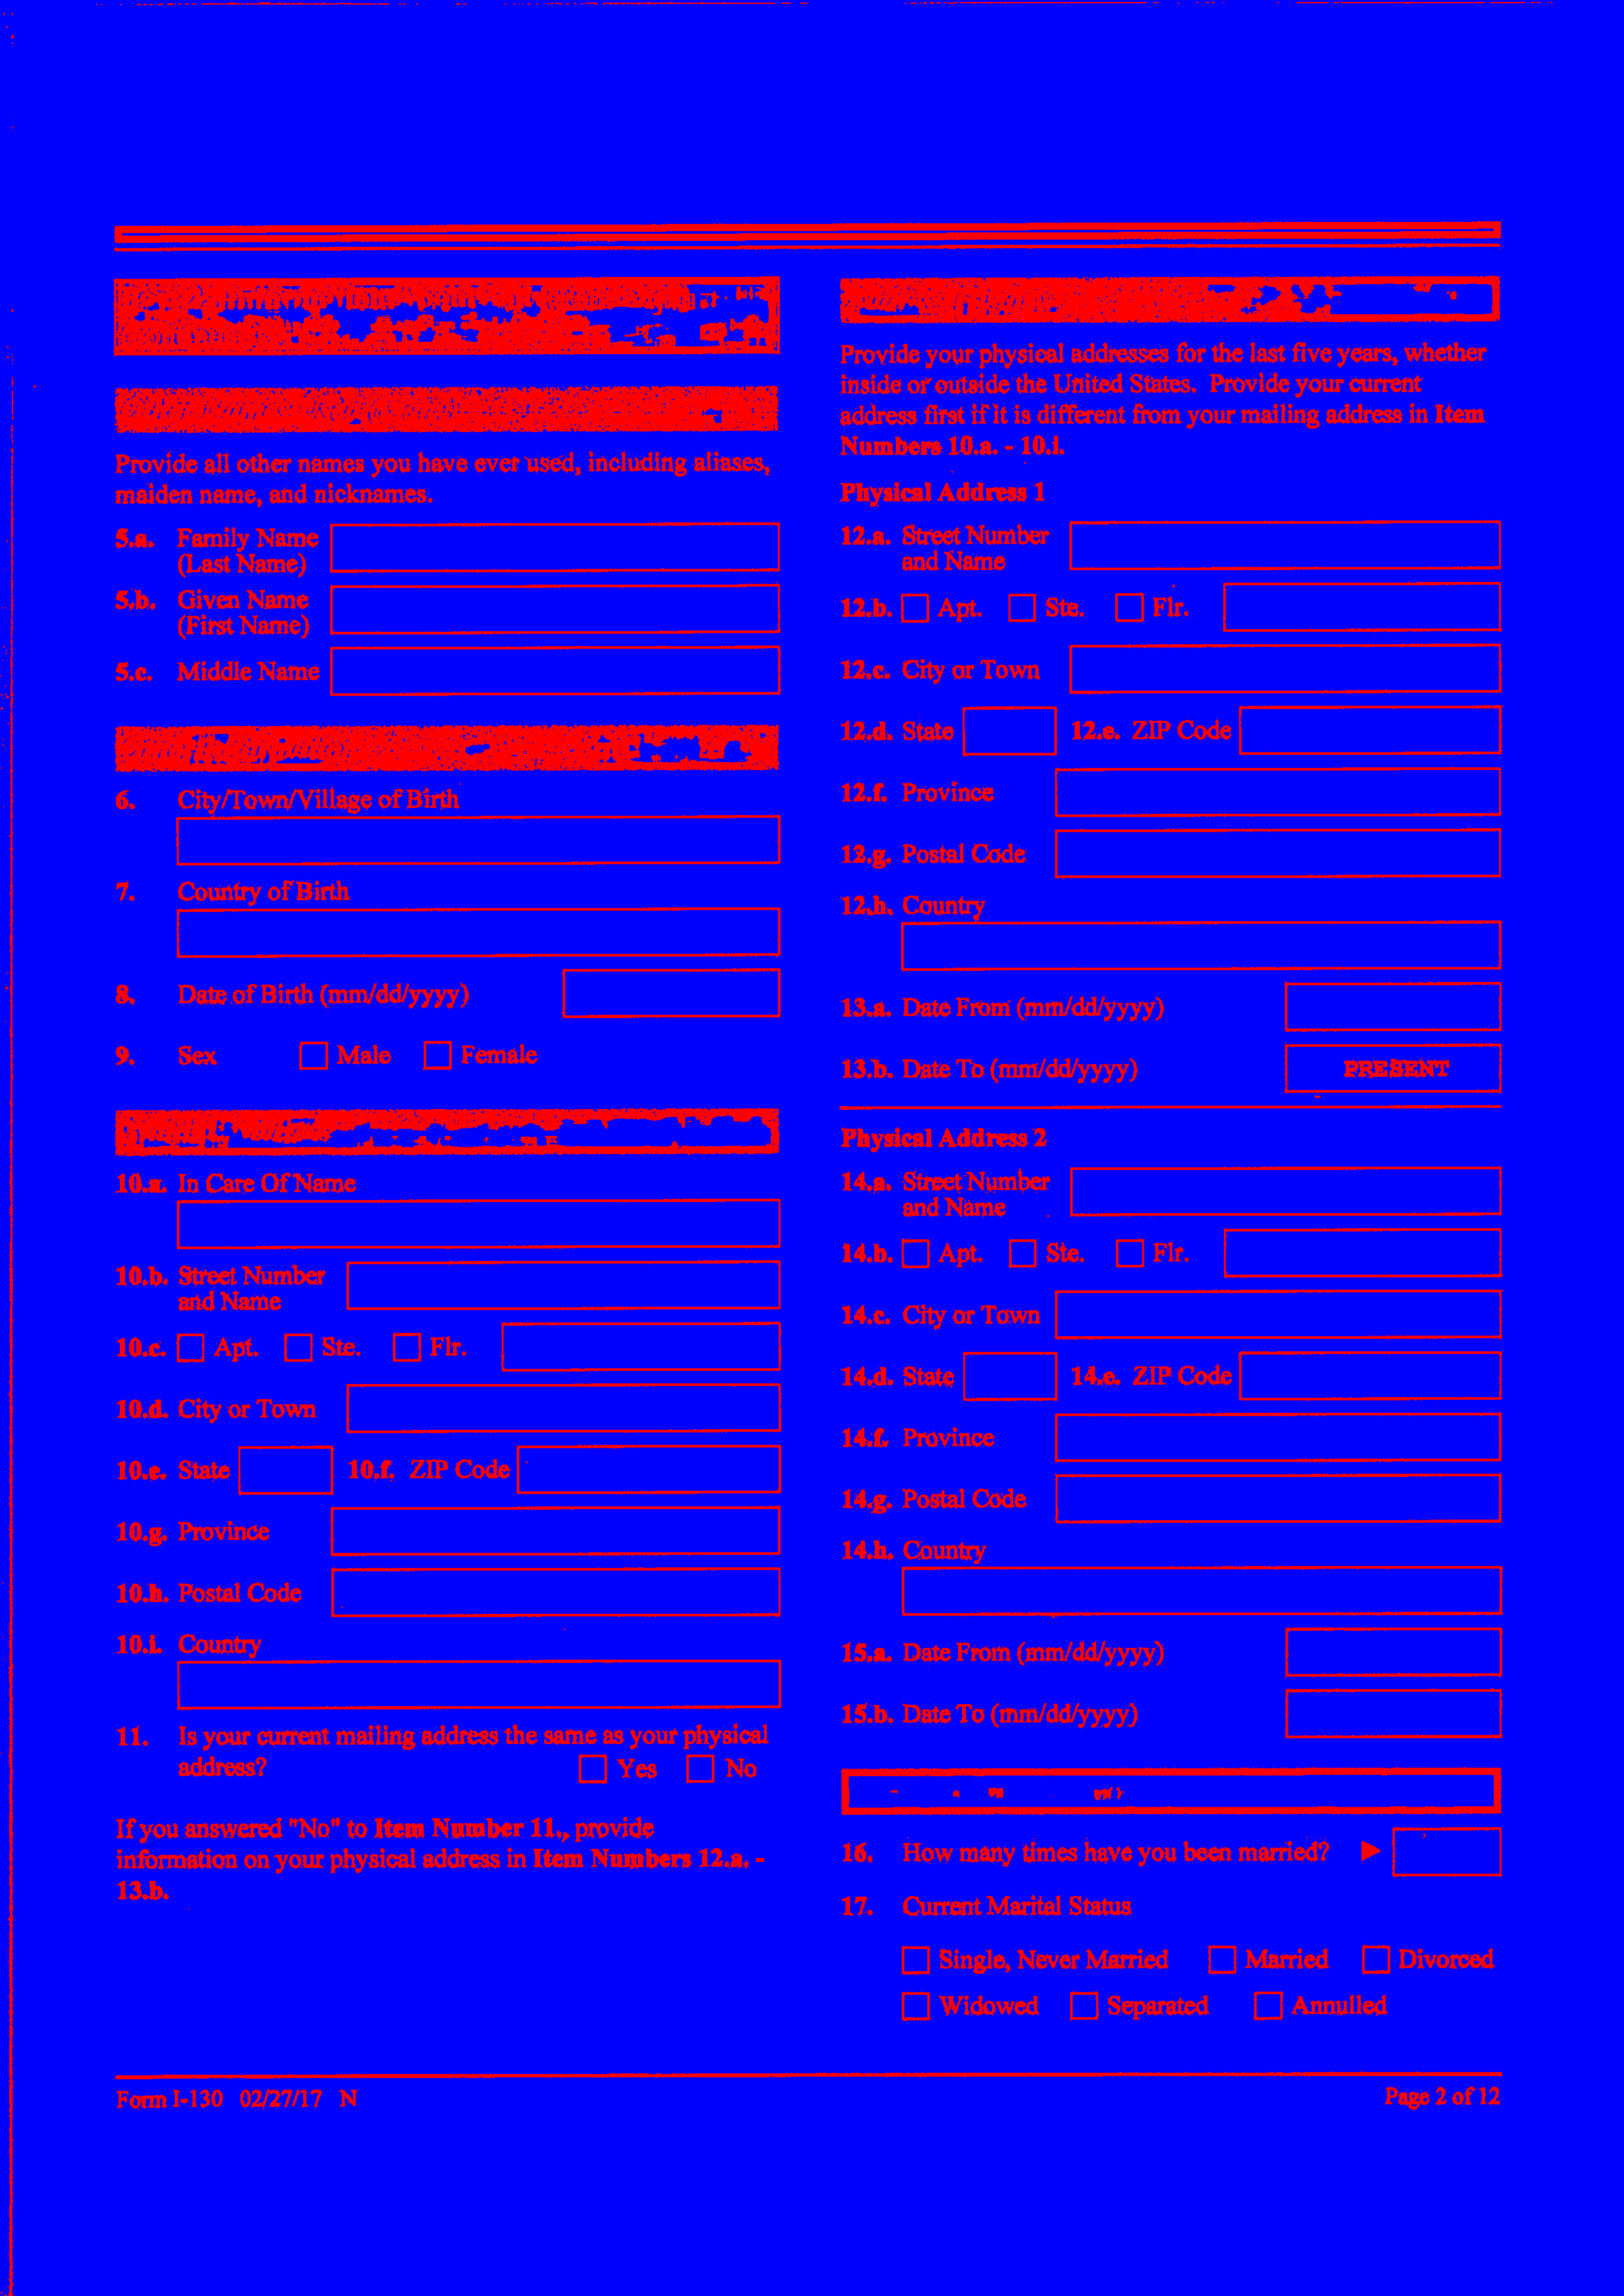 Provide all other names you have ever used, including aliases,
maiden name, and nicknames.
5.a. Family Name
(Last Name)
5.b. Given Name
(First Name)
5.c. Middle Name
6. City/Town/Village of Birth
7. Country of Birth
8. Date of Birth (mm/dd/yyyy)
9. Sex Male Female
10.a. In Care Of Name
10.b. Street Number
and Name
10.c. Apt. Ste. Flr.
10.d. City or Town
10.e. State 10.f. ZIP Code
10.g. Province
10.h. Postal Code
10.i. Country
11. Is your current mailing address the same as your physical
address? Yes No
If you answered "No" to Item Number 11., provide
information on your physical address in Item Numbers 12.a. -
13.b.
Provide your physical addresses for the last five years, whether
inside or outside the United States. Provide your current
address first if it is different from your mailing address in Item
Numbers 10.a. - 10.i.
Physical Address 1
12.a. Street Number
and Name
12.b. Apt. Ste. Flr.
12.c. City or Town
12.d. State 12.e. ZIP Code
12.f. Province
12.g. Postal Code
12.h. Country
13.a. Date From (mm/dd/yyyy)
13.b. Date To (mm/dd/yyyy) PRESENT
Physical Address 2
14.a. Street Number
and Name
14.b. Apt. Ste. Flr.
14.c. City or Town
14.d. State 14.e. ZIP Code
14.f. Province
14.g. Postal Code
14.h. Country
15.a. Date From (mm/dd/yyyy)
15.b. Date To (mm/dd/yyyy)
16. How many times have you been married?
17. Current Marital Status
Single, Never Married Married Divorced
Widowed Separated Annulled
Form I-130 02/27/17 N
Page 2 of 12